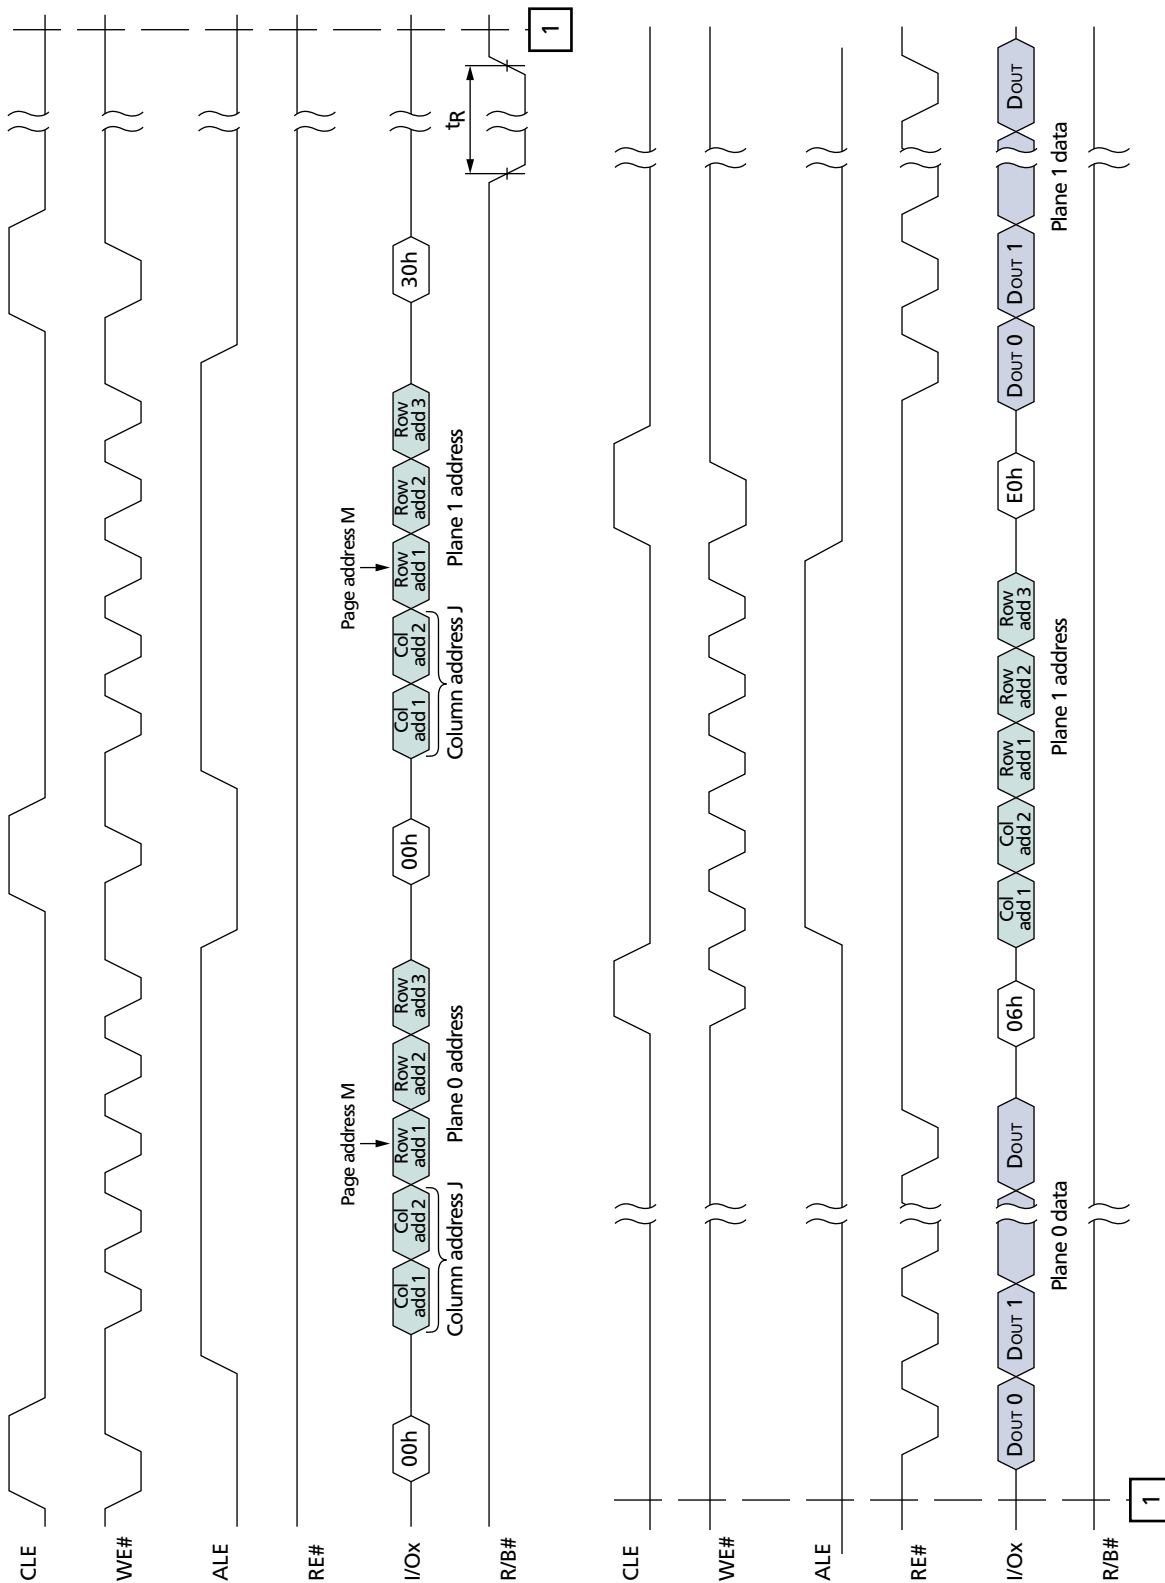 CLE
WE#
ALE
RE#
I/Ox
00h
Col
add 1
Col
add 2
Row
add 1
Row
add 2
Row
add 3
00h
Col
add 1
Col
add 2
Row
add 1
Row
add 2
Row
add 3
30h
Page address M
Page address M
Column address J
Plane 0 address
Column address J
Plane 1 address
tR
R/B#
1
CLE
WE#
ALE
RE#
I/Ox
DOUT 0
DOUT 1
DOUT
06h
Col
add 1
Col
add 2
Row
add 1
Row
add 2
Row
add 3
E0h
DOUT 0
DOUT 1
DOUT
Plane 0 data
Plane 1 address
Plane 1 data
R/B#
1